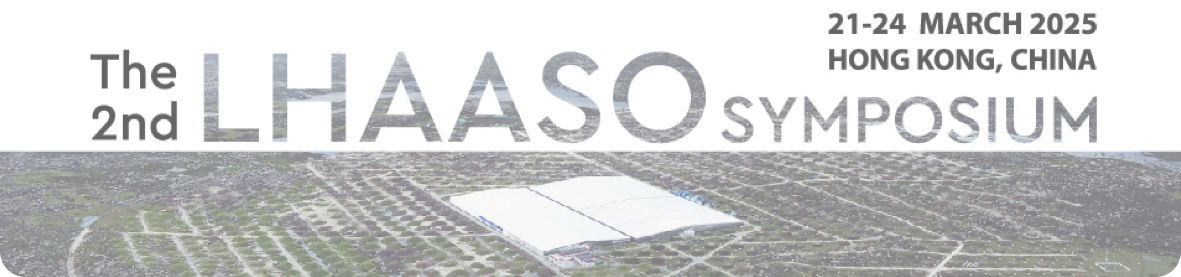 The 2nd LHAASO SYMPOSIUM
21-24 MARCH 2025
HONG KONG, CHINA